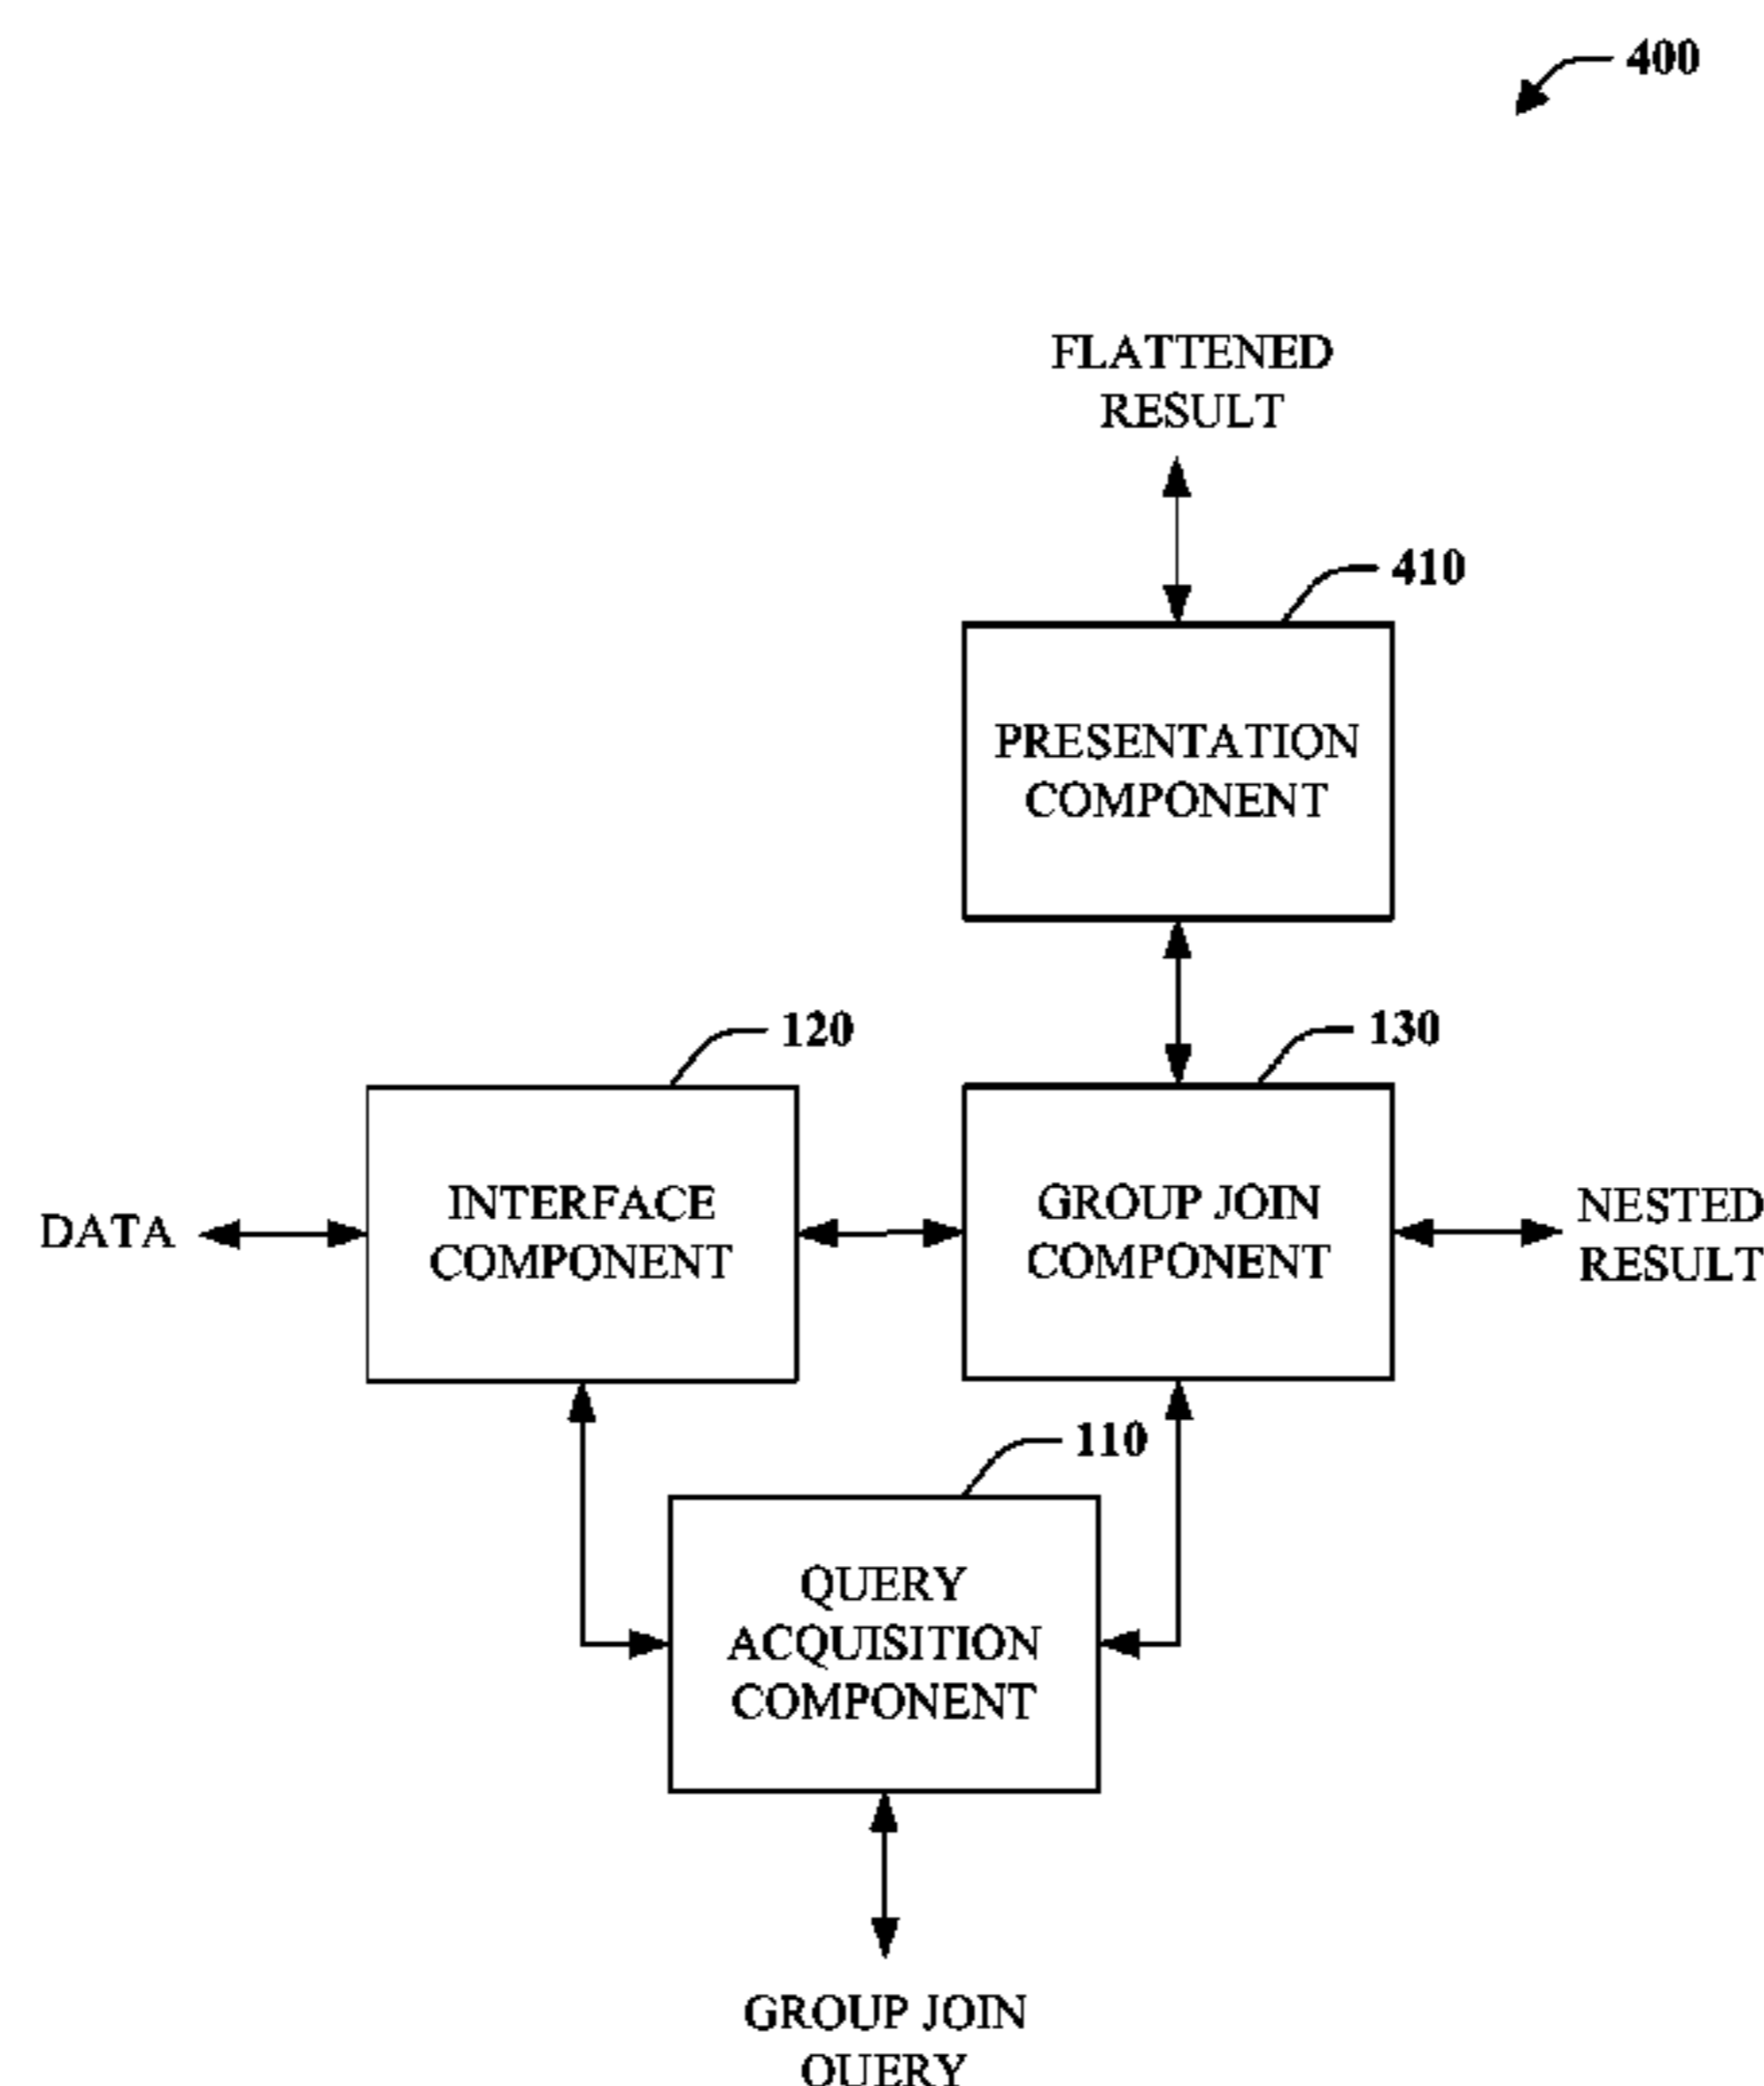 400
FLATTENED
RESULT
410
PRESENTATION
COMPONENT
120
130
DATA
INTERFACE
COMPONENT
GROUP JOIN
COMPONENT
NESTED
RESULT
110
QUERY
ACQUISITION
COMPONENT
GROUP JOIN
QUERY